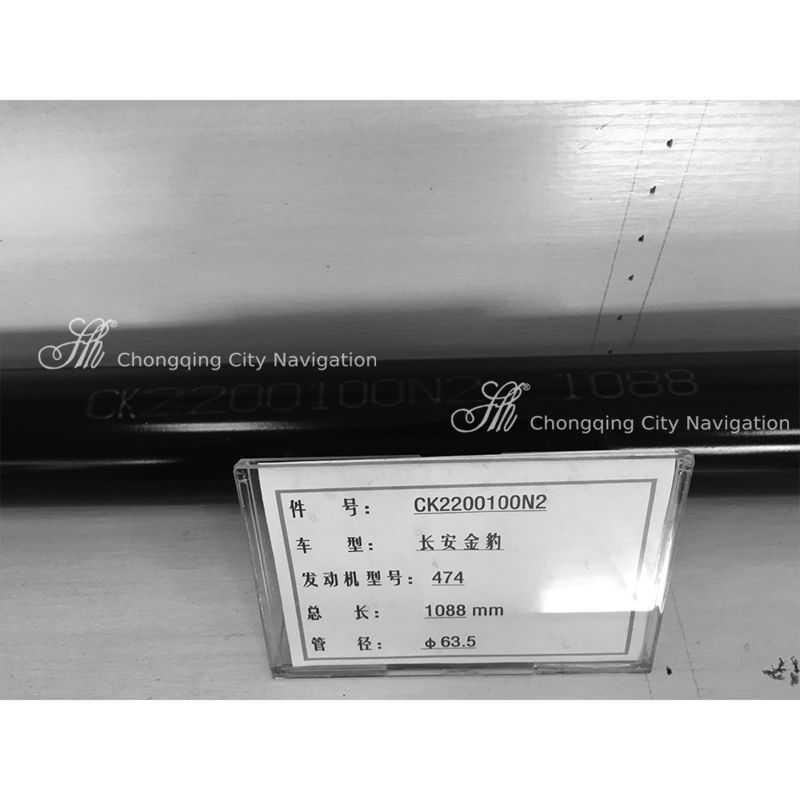 Chongqing City Navigation
CK2200100N2 1088
Chongqing City Navigation
件 号： CK2200100N2
车 型： 长安金豹
发动机型号： 474
总 长： 1088 mm
管 径： φ63.5